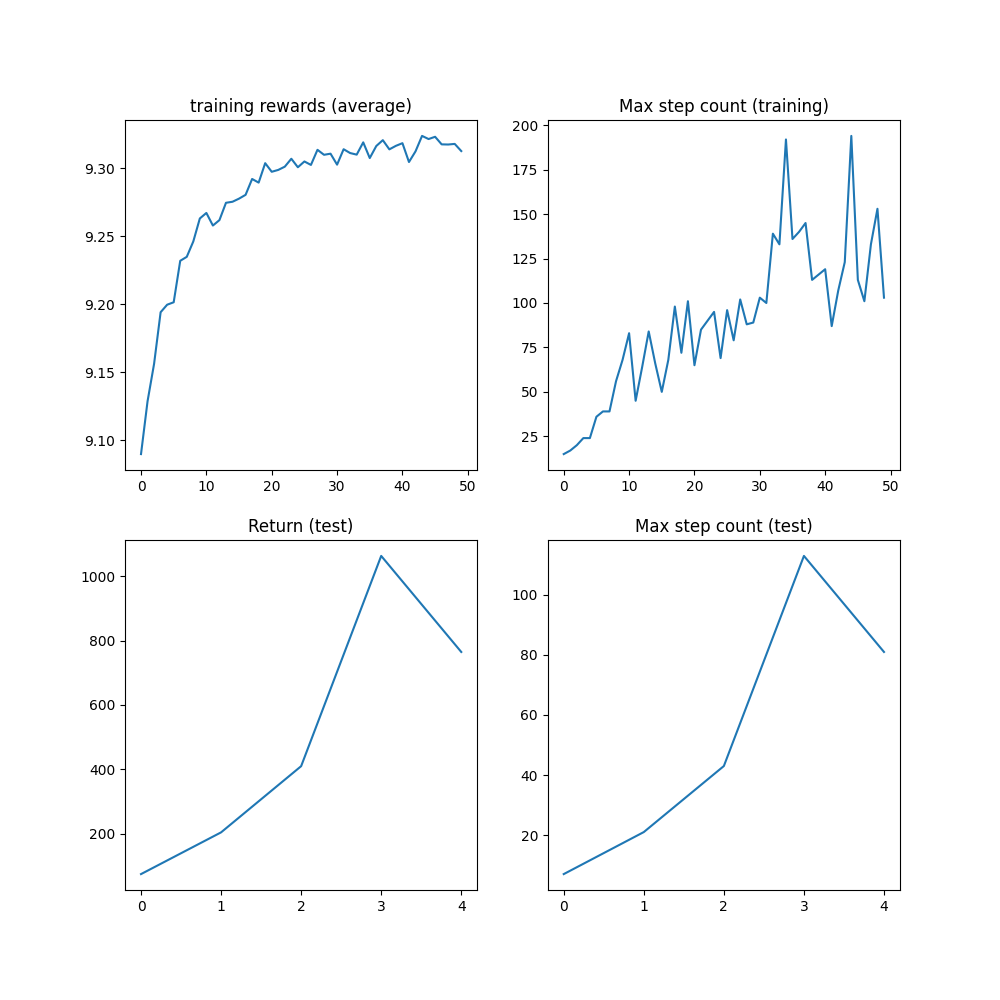 training rewards (average)
Max step count (training)
9.30
9.25
9.20
9.15
9.10
0 10 20 30 40 50
200
175
150
125
100
75
50
25
0 10 20 30 40 50
Return (test)
Max step count (test)
1000
800
600
400
200
0 1 2 3 4
100
80
60
40
20
0 1 2 3 4